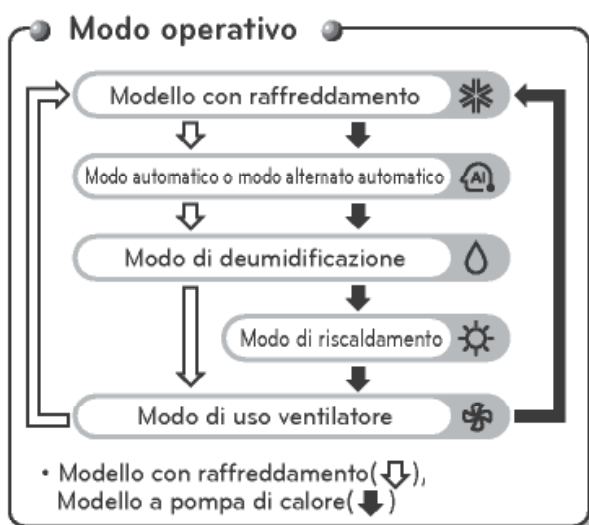 Modo operativo
Modello con raffreddamento
Modo automatico o modo alternato automatico
AI
Modo di deumidificazione
Modo di riscaldamento
Modo di uso ventilatore
• Modello con raffreddamento(⇩),
Modello a pompa di calore(⬇)